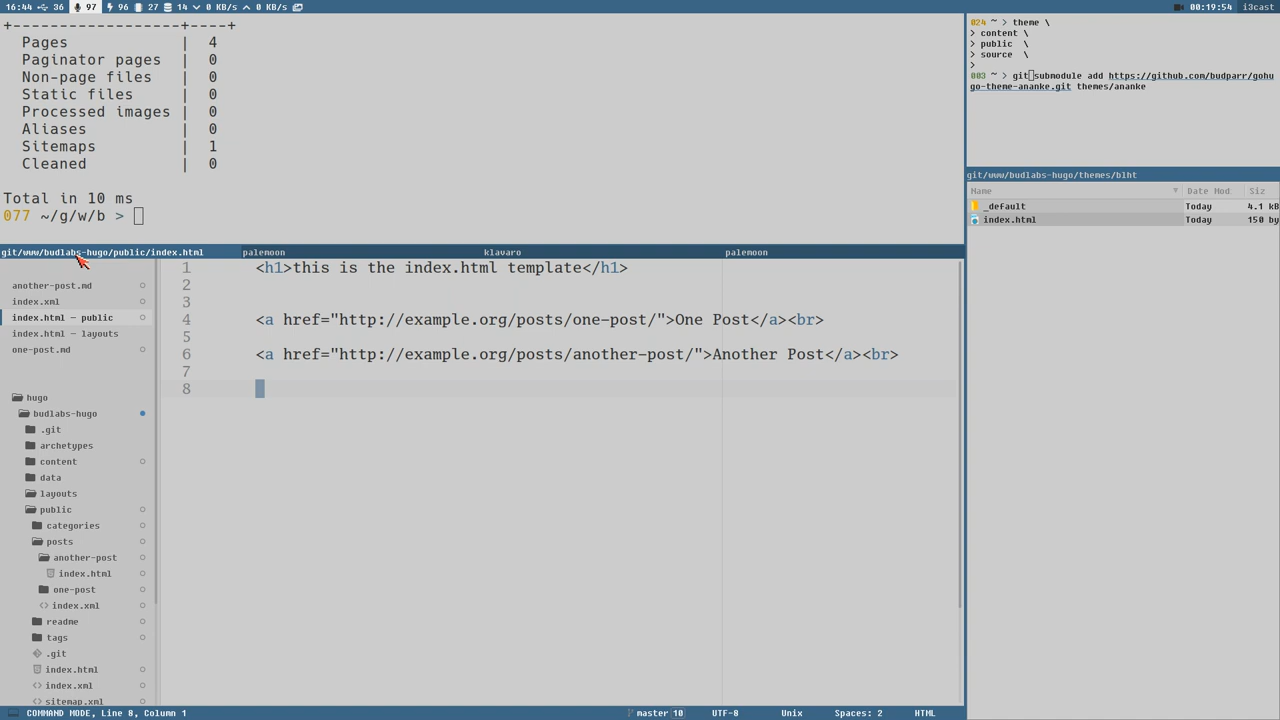 16:44 36 97 96 27 14 0 KB/s 0 KB/s 00:19:54 i3cast
+-----------------+----+
Pages | 4
Paginator pages | 0
Non-page files | 0
Static files | 0
Processed images | 0
Aliases | 0
Sitemaps | 1
Cleaned | 0
Total in 10 ms
077 ~/g/w/b >
024 ~ > theme \
> content \
> public \
> source \
>
003 ~ > git submodule add https://github.com/budparr/gohu
go-theme-ananke.git themes/ananke
git/www/budlabs-hugo/themes/blht
Name Date Mod Siz
_default Today 4.1 kB
index.html Today 150 by
git/www/budlabs-hugo/public/index.html palemoon klavaro palemoon
another-post.md
index.xml
index.html — public
index.html — layouts
one-post.md
hugo
budlabs-hugo
.git
archetypes
content
data
layouts
public
categories
posts
another-post
index.html
one-post
<> index.xml
readme
tags
.git
index.html
<> index.xml
<> sitemap.xml
1 <h1>this is the index.html template</h1>
2
3
4 <a href="http://example.org/posts/one-post/">One Post</a><br>
5
6 <a href="http://example.org/posts/another-post/">Another Post</a><br>
7
8
COMMAND MODE, Line 8, Column 1 master 10 UTF-8 Unix Spaces: 2 HTML